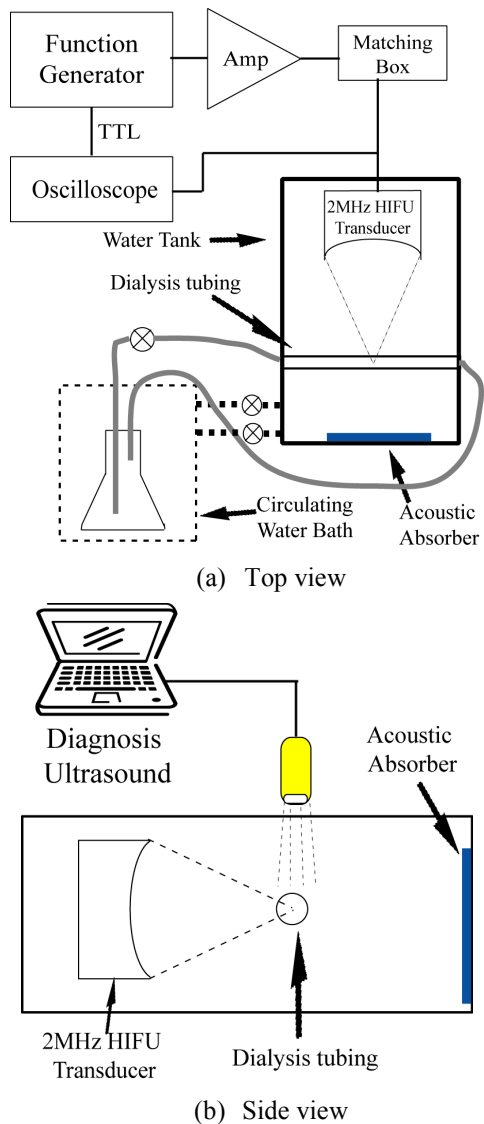 Function
Generator
Amp
Matching
Box
TTL
Oscilloscope
2MHz HIFU
Transducer
Water Tank
Dialysis tubing
Circulating
Water Bath
Acoustic
Absorber
(a) Top view
Diagnosis
Ultrasound
Acoustic
Absorber
2MHz HIFU
Transducer
Dialysis tubing
(b) Side view